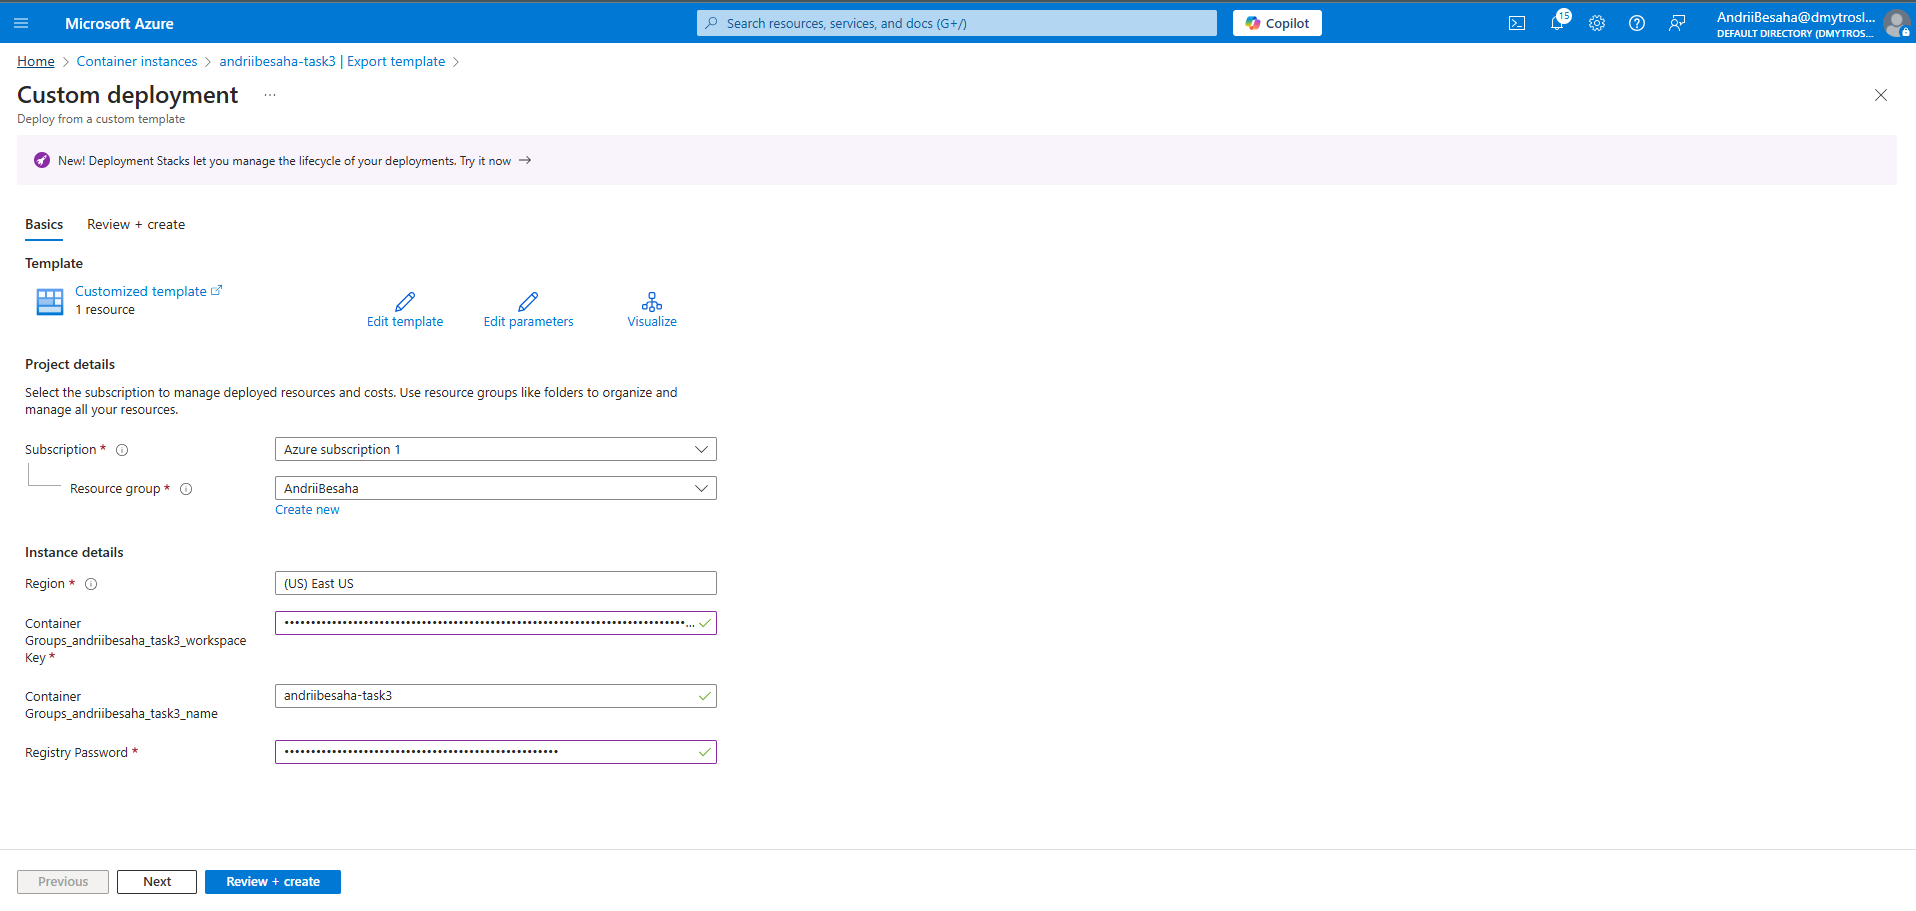 Microsoft Azure
Search resources, services, and docs (G+/)
Copilot
15
AndriiBesaha@dmytrosl...
DEFAULT DIRECTORY (DMYTROS...
Home > Container instances > andriibesaha-task3 | Export template >
Custom deployment ...
Deploy from a custom template
New! Deployment Stacks let you manage the lifecycle of your deployments. Try it now →
Basics
Review + create
Template
Customized template
1 resource
Edit template
Edit parameters
Visualize
Project details
Select the subscription to manage deployed resources and costs. Use resource groups like folders to organize and
manage all your resources.
Subscription *
Azure subscription 1
Resource group *
AndriiBesaha
Create new
Instance details
Region *
(US) East US
Container
Groups_andriibesaha_task3_workspace
Key *
Container
Groups_andriibesaha_task3_name
andriibesaha-task3
Registry Password *
Previous
Next
Review + create